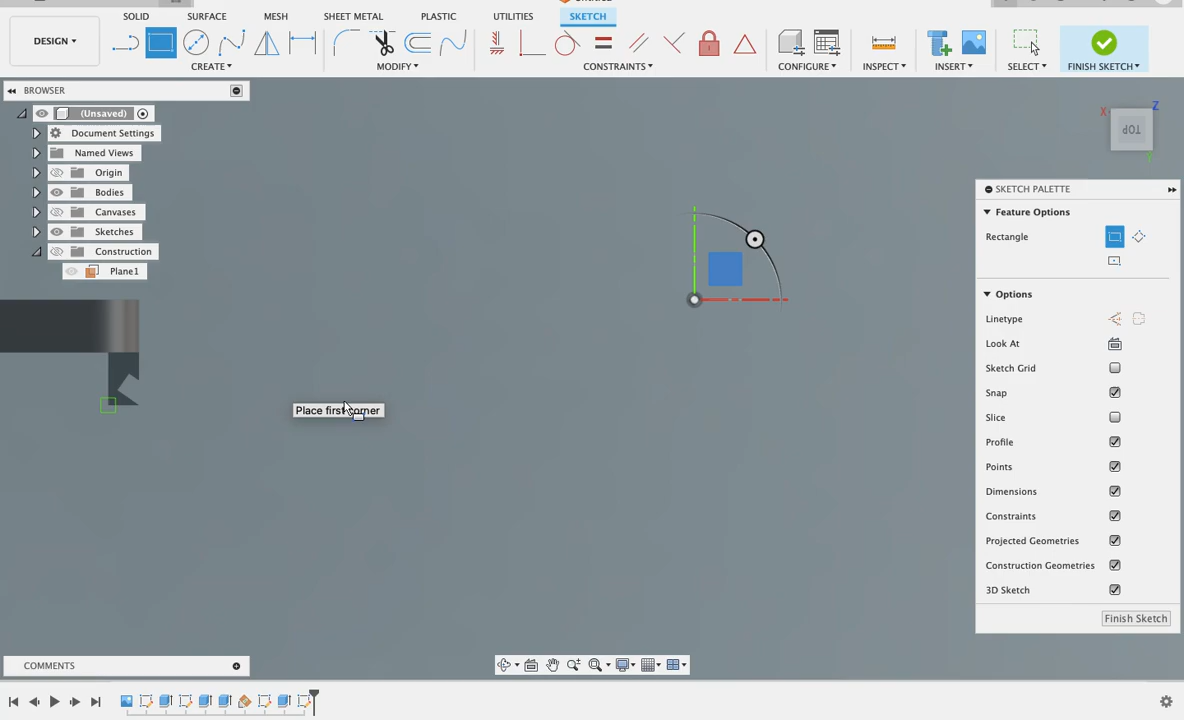 SOLID SURFACE MESH SHEET METAL PLASTIC UTILITIES SKETCH
DESIGN
CREATE MODIFY CONSTRAINTS CONFIGURE INSPECT INSERT SELECT FINISH SKETCH
BROWSER
(Unsaved)
Document Settings
Named Views
Origin
Bodies
Canvases
Sketches
Construction
Plane1
Place first corner
X
Z
TOP
Y
SKETCH PALETTE
Feature Options
Rectangle
Options
Linetype
Look At
Sketch Grid
Snap
Slice
Profile
Points
Dimensions
Constraints
Projected Geometries
Construction Geometries
3D Sketch
Finish Sketch
COMMENTS